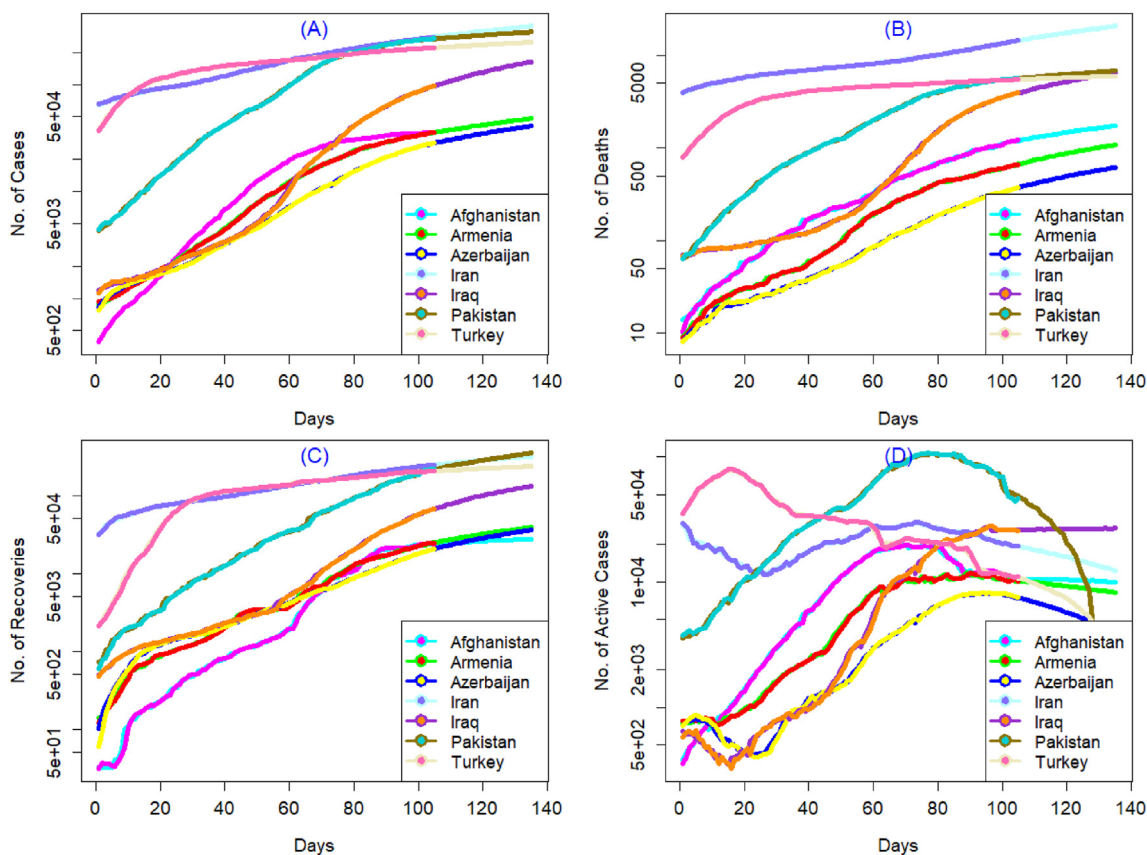 (A)
No. of Cases
5e+04
5e+03
5e+02
0 20 40 60 80 100 120 140
Days
Afghanistan
Armenia
Azerbaijan
Iran
Iraq
Pakistan
Turkey
(B)
No. of Deaths
5000
500
50
10
0 20 40 60 80 100 120 140
Days
Afghanistan
Armenia
Azerbaijan
Iran
Iraq
Pakistan
Turkey
(C)
No. of Recoveries
5e+04
5e+03
5e+02
5e+01
0 20 40 60 80 100 120 140
Days
Afghanistan
Armenia
Azerbaijan
Iran
Iraq
Pakistan
Turkey
(D)
No. of Active Cases
5e+04
1e+04
2e+03
5e+02
0 20 40 60 80 100 120 140
Days
Afghanistan
Armenia
Azerbaijan
Iran
Iraq
Pakistan
Turkey